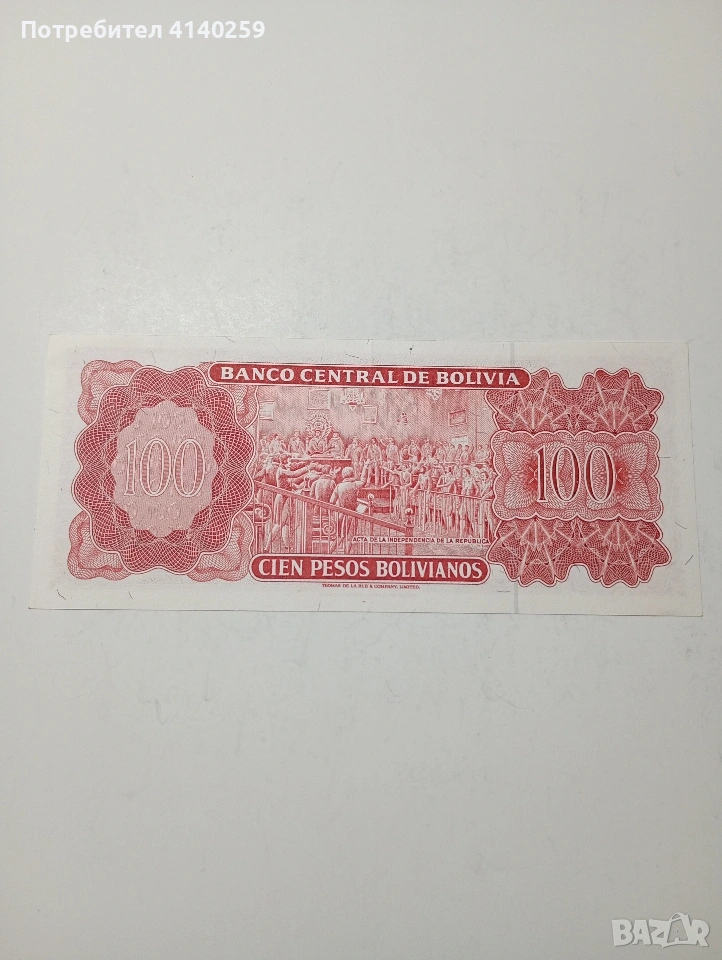 Потребител 4140259
BANCO CENTRAL DE BOLIVIA
100
100
ACTA DE LA INDEPENDENCIA DE LA REPUBLICA
CIEN PESOS BOLIVIANOS
THOMAS DE LA RUE & COMPANY, LIMITED.
BAZAR